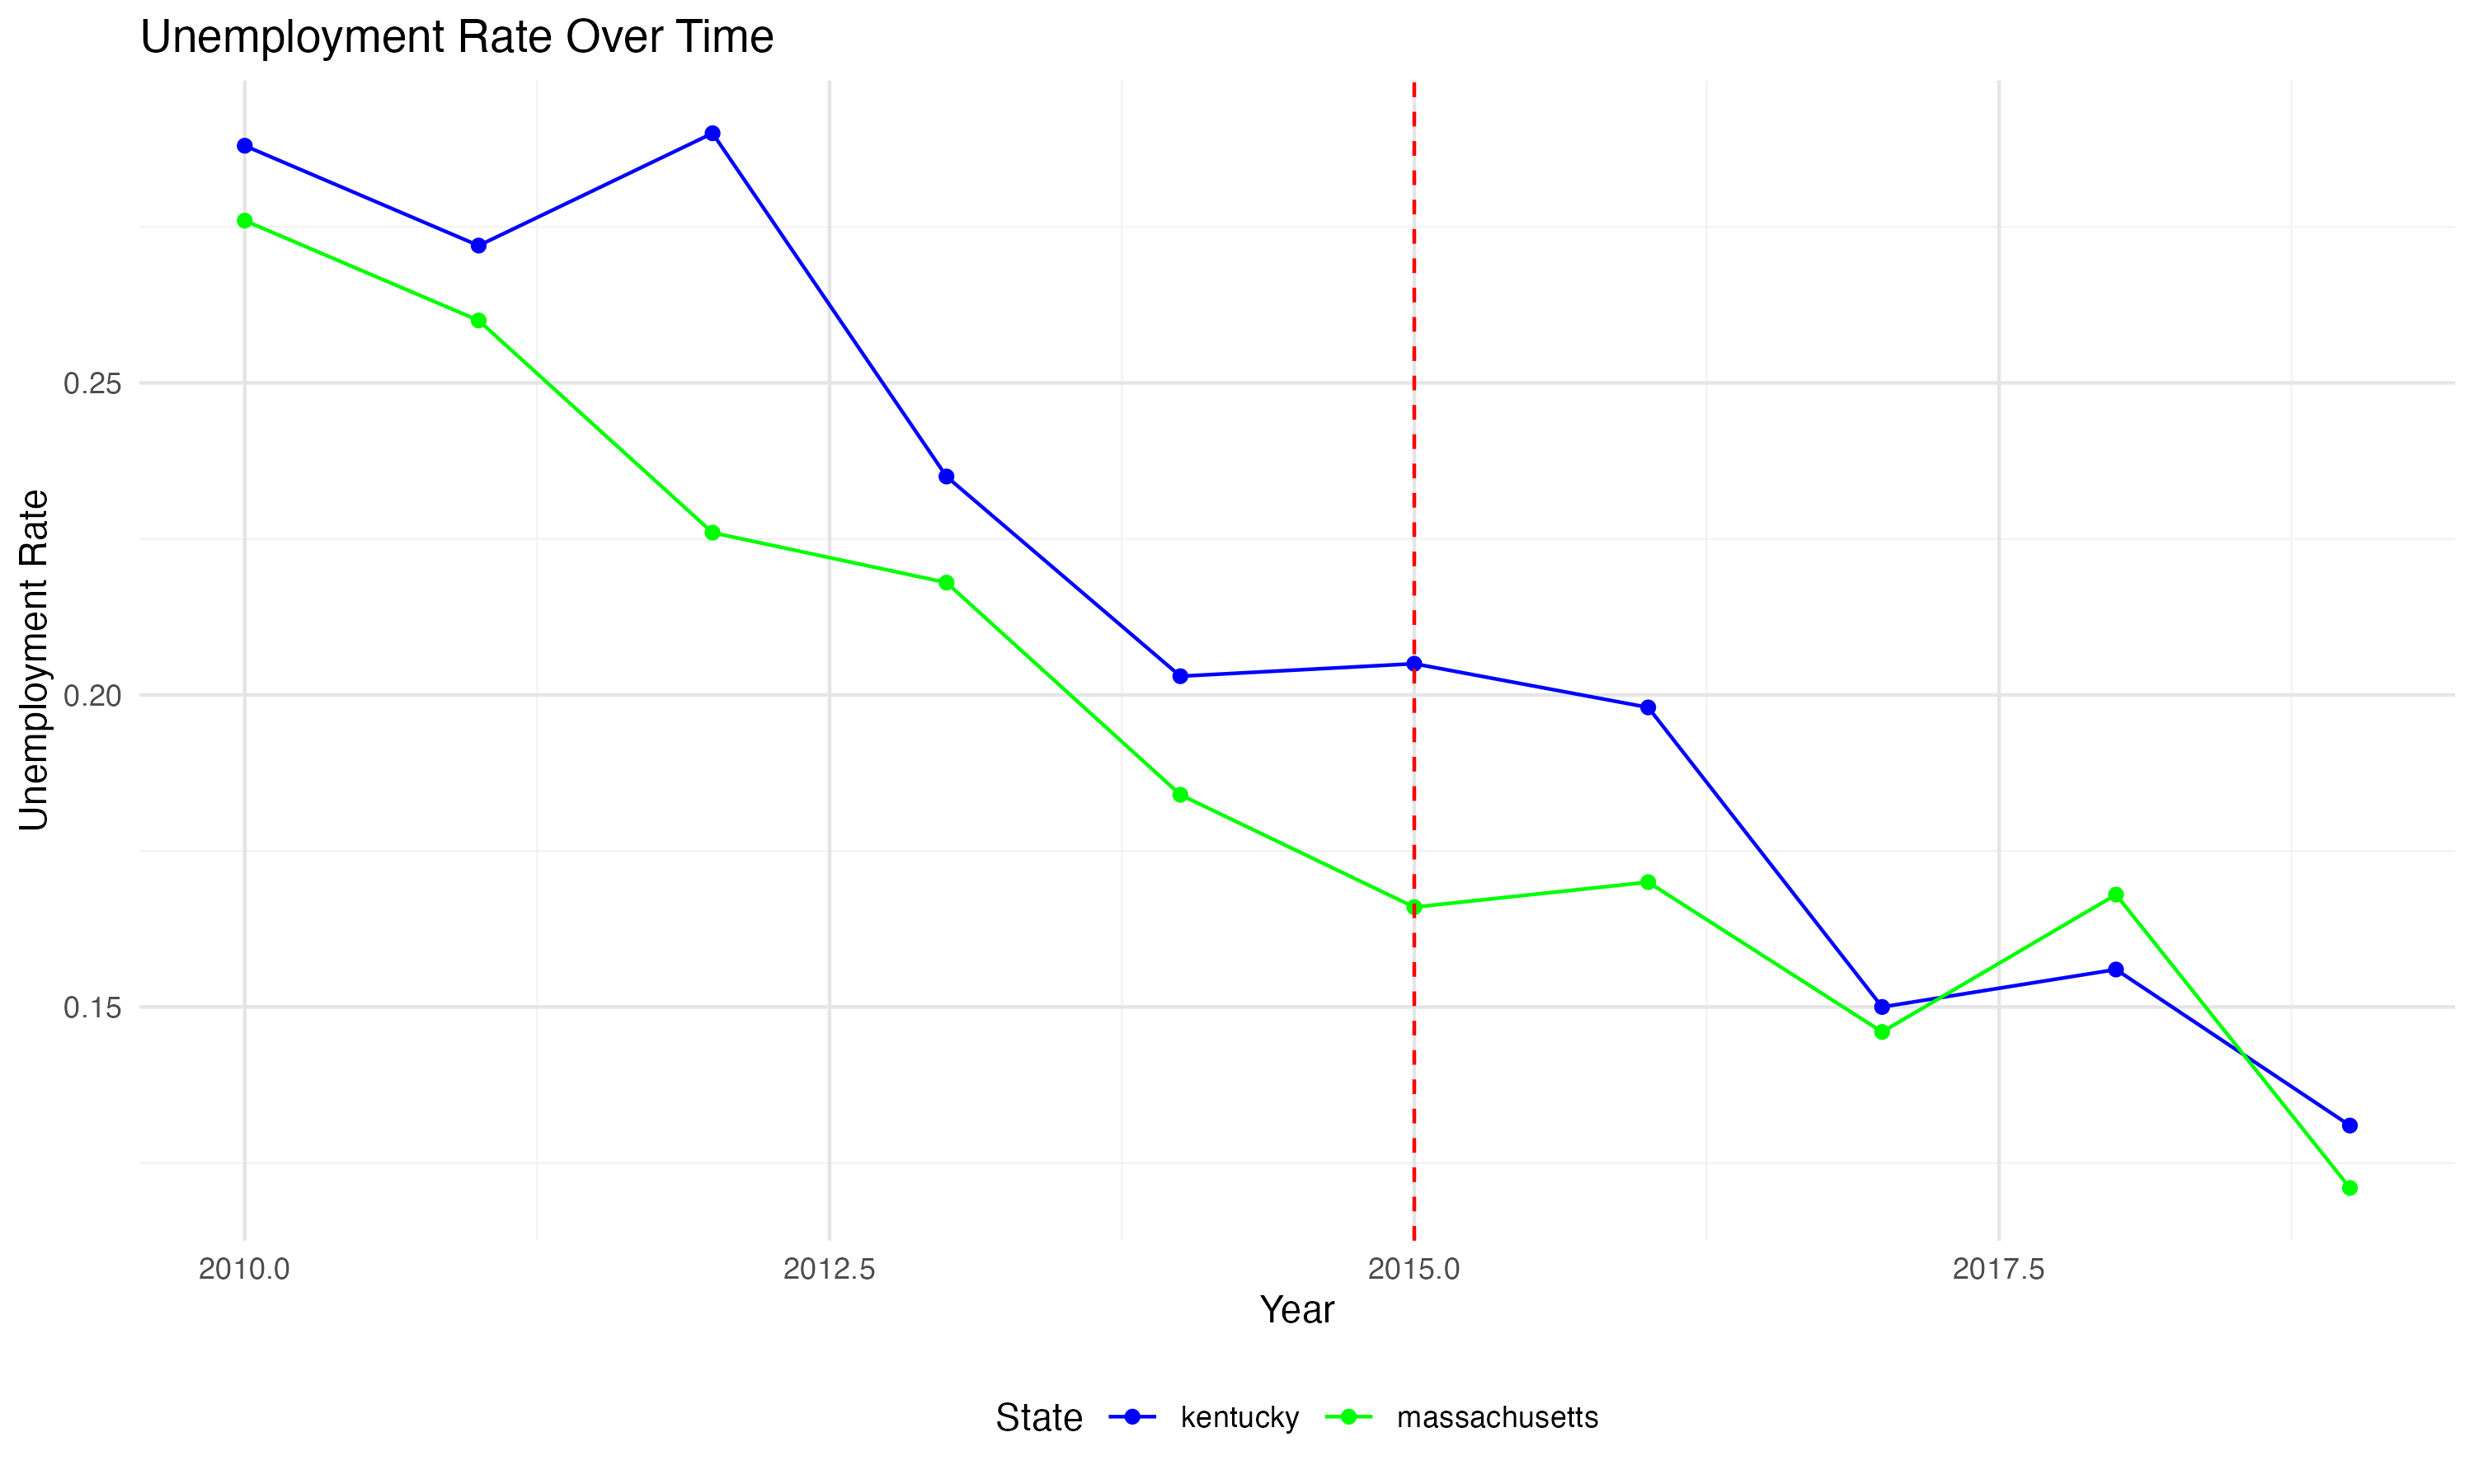 Unemployment Rate Over Time
Unemployment Rate
0.25
0.20
0.15
2010.0 2012.5 2015.0 2017.5
Year
State kentucky massachusetts